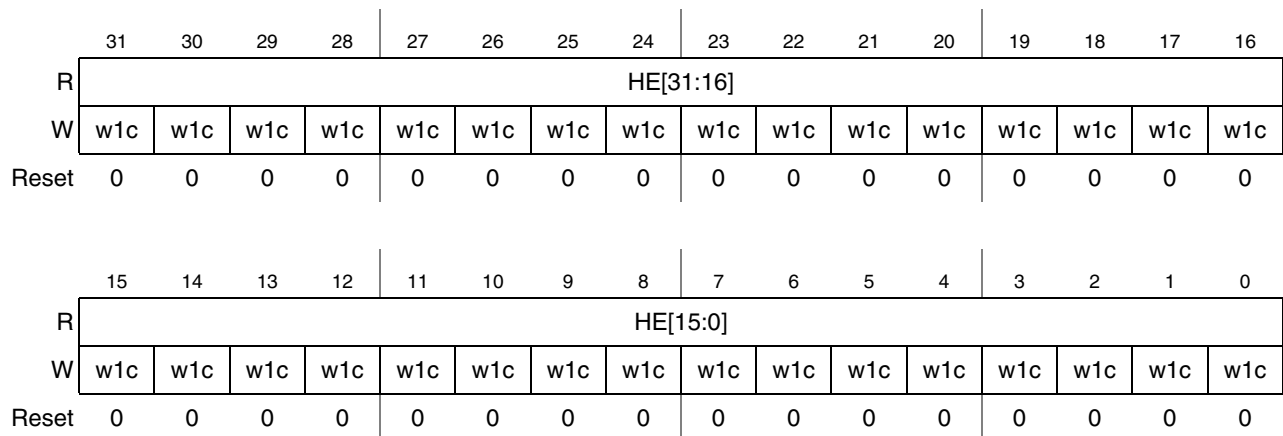 31 30 29 28 27 26 25 24 23 22 21 20 19 18 17 16
R HE[31:16]
W w1c w1c w1c w1c w1c w1c w1c w1c w1c w1c w1c w1c w1c w1c w1c w1c
Reset 0 0 0 0 0 0 0 0 0 0 0 0 0 0 0 0
15 14 13 12 11 10 9 8 7 6 5 4 3 2 1 0
R HE[15:0]
W w1c w1c w1c w1c w1c w1c w1c w1c w1c w1c w1c w1c w1c w1c w1c w1c
Reset 0 0 0 0 0 0 0 0 0 0 0 0 0 0 0 0